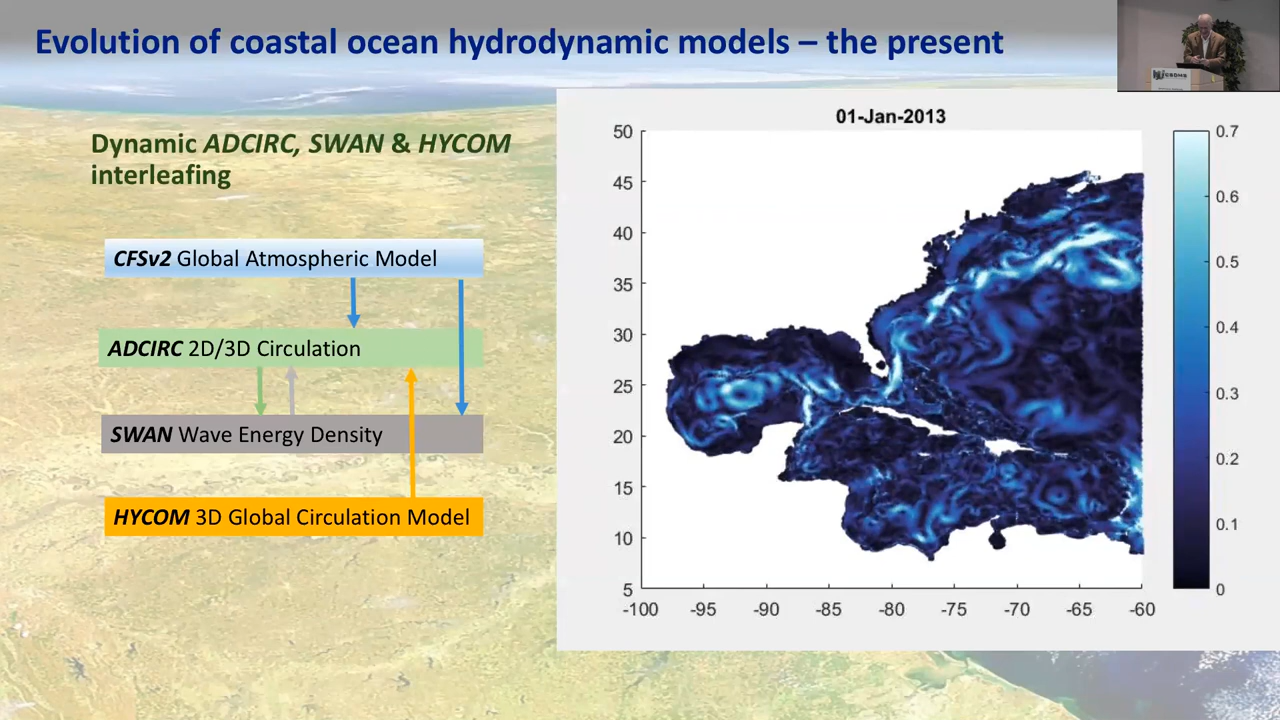 Evolution of coastal ocean hydrodynamic models – the present
CSDMS
Dynamic ADCIRC, SWAN & HYCOM
interleafing
CFSv2 Global Atmospheric Model
ADCIRC 2D/3D Circulation
SWAN Wave Energy Density
HYCOM 3D Global Circulation Model
01-Jan-2013
50
45
40
35
30
25
20
15
10
5
-100 -95 -90 -85 -80 -75 -70 -65 -60
0.7
0.6
0.5
0.4
0.3
0.2
0.1
0